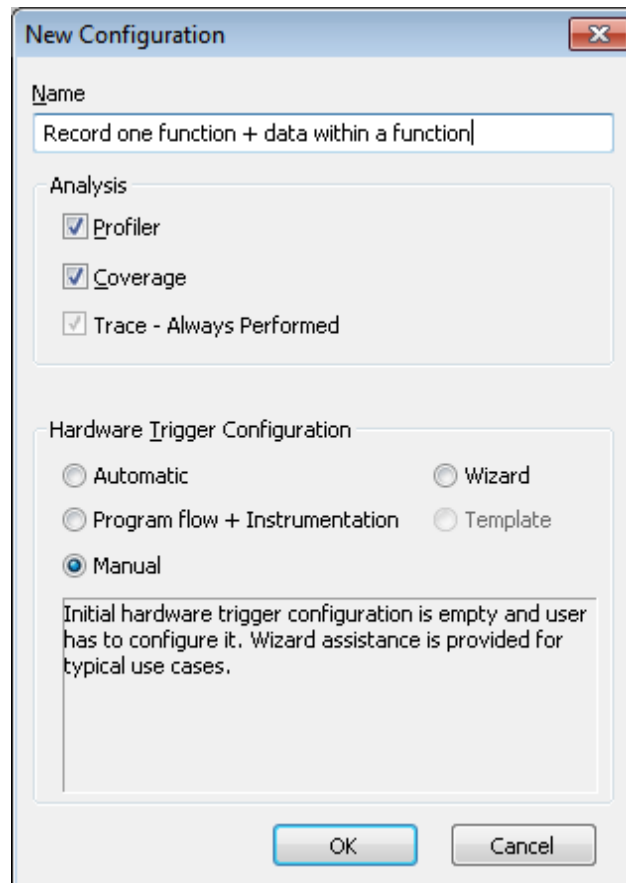 New Configuration
Name
Record one function + data within a function
Analysis
Profiler
Coverage
Trace - Always Performed
Hardware Trigger Configuration
Automatic
Wizard
Program flow + Instrumentation
Template
Manual
Initial hardware trigger configuration is empty and user
has to configure it. Wizard assistance is provided for
typical use cases.
OK
Cancel